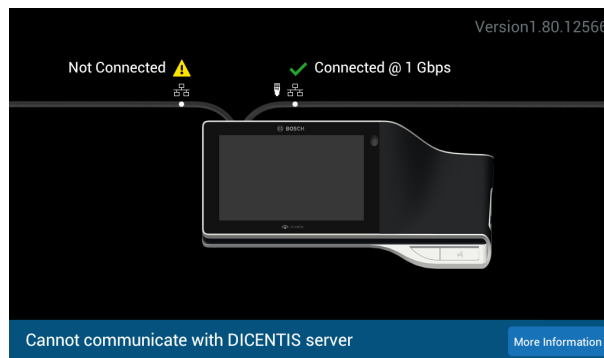 Version1.80.12566
Not Connected
Connected @ 1 Gbps
BOSCH
Cannot communicate with DICENTIS server
More Information